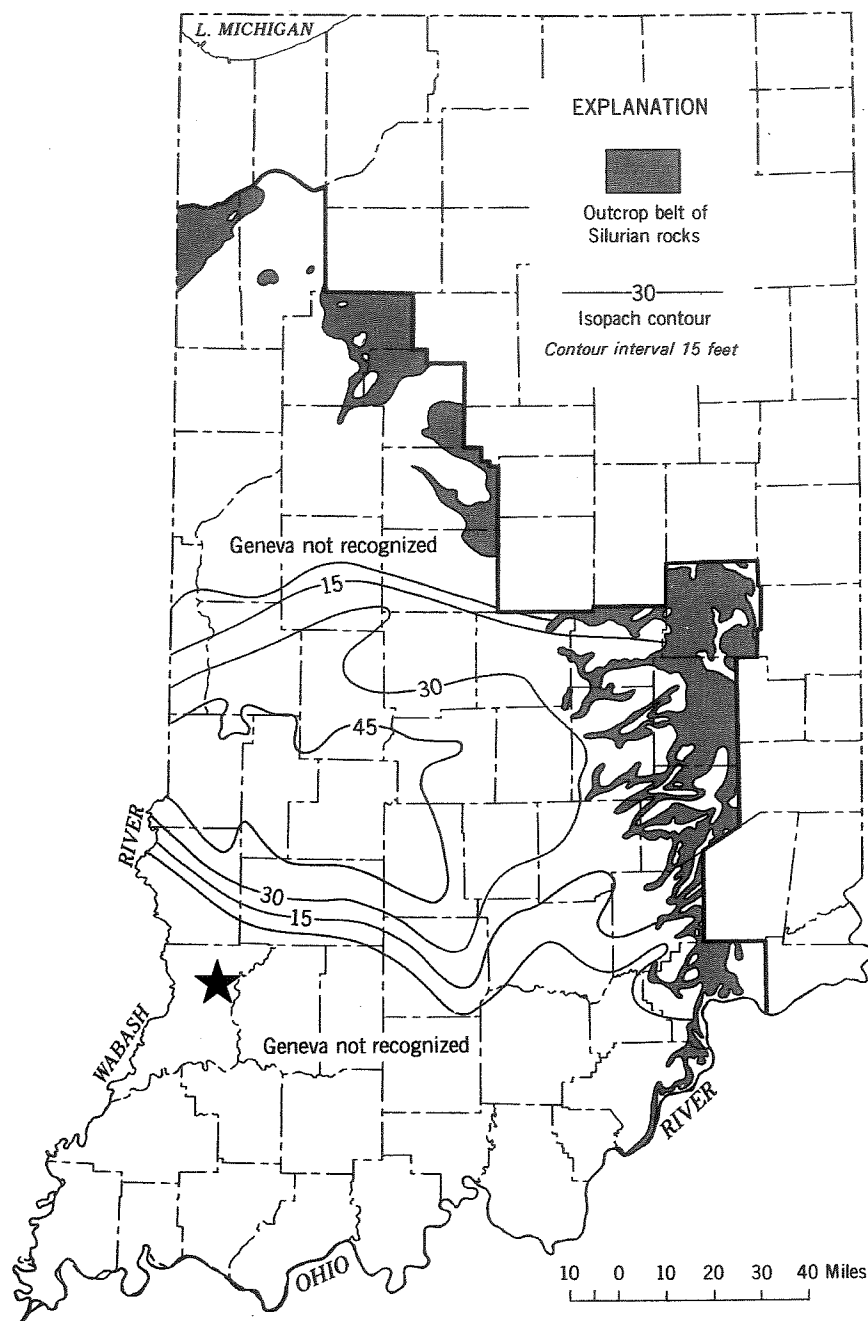 L. MICHIGAN
EXPLANATION
Outcrop belt of
Silurian rocks
30
Isopach contour
Contour interval 15 feet
Geneva not recognized
15
30
45
RIVER
30
15
WABASH
Geneva not recognized
RIVER
OHIO
10 0 10 20 30 40 Miles